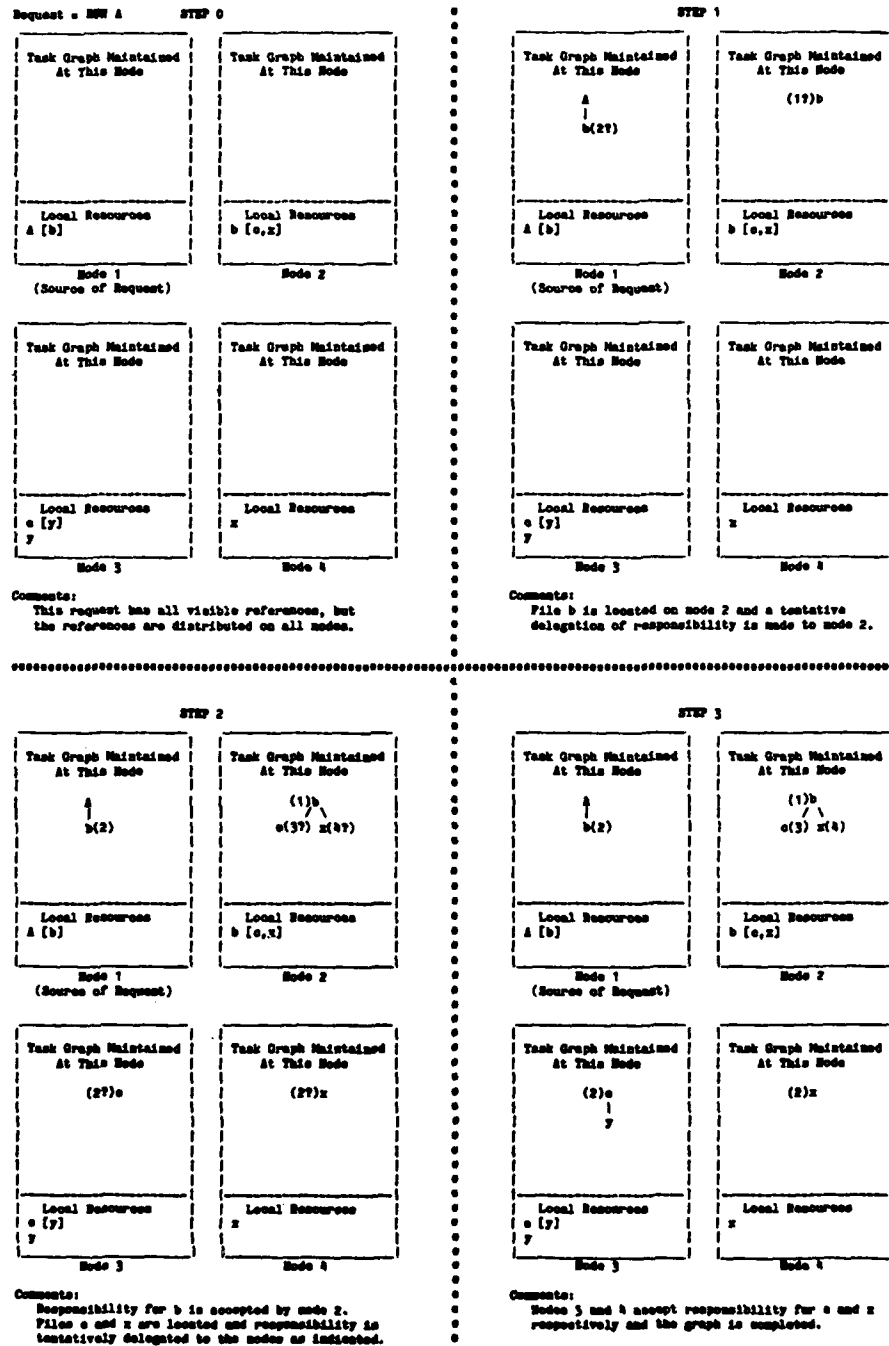 Request = RUN A STEP 0
Task Graph Maintained
At This Node
Local Resources
A [b]
Node 1
(Source of Request)
Task Graph Maintained
At This Node
Local Resources
b [c,x]
Node 2
Task Graph Maintained
At This Node
Local Resources
c [y]
y
Node 3
Task Graph Maintained
At This Node
Local Resources
x
Node 4
Comments:
This request has all visible references, but
the references are distributed on all nodes.
STEP 1
Task Graph Maintained
At This Node
A
b(2?)
Local Resources
A [b]
Node 1
(Source of Request)
Task Graph Maintained
At This Node
(1?)b
Local Resources
b [c,x]
Node 2
Task Graph Maintained
At This Node
Local Resources
c [y]
y
Node 3
Task Graph Maintained
At This Node
Local Resources
x
Node 4
Comments:
File b is located on node 2 and a tentative
delegation of responsibility is made to node 2.
STEP 2
Task Graph Maintained
At This Node
A
b(2)
Local Resources
A [b]
Node 1
(Source of Request)
Task Graph Maintained
At This Node
(1)b
c(3?) x(4?)
Local Resources
b [c,x]
Node 2
Task Graph Maintained
At This Node
(2?)c
Local Resources
c [y]
y
Node 3
Task Graph Maintained
At This Node
(2?)x
Local Resources
x
Node 4
Comments:
Responsibility for b is accepted by node 2.
Files c and x are located and responsibility is
tentatively delegated to the nodes as indicated.
STEP 3
Task Graph Maintained
At This Node
A
b(2)
Local Resources
A [b]
Node 1
(Source of Request)
Task Graph Maintained
At This Node
(1)b
c(3) x(4)
Local Resources
b [c,x]
Node 2
Task Graph Maintained
At This Node
(2)c
y
Local Resources
c [y]
y
Node 3
Task Graph Maintained
At This Node
(2)x
Local Resources
x
Node 4
Comments:
Nodes 3 and 4 accept responsibility for c and x
respectively and the graph is completed.